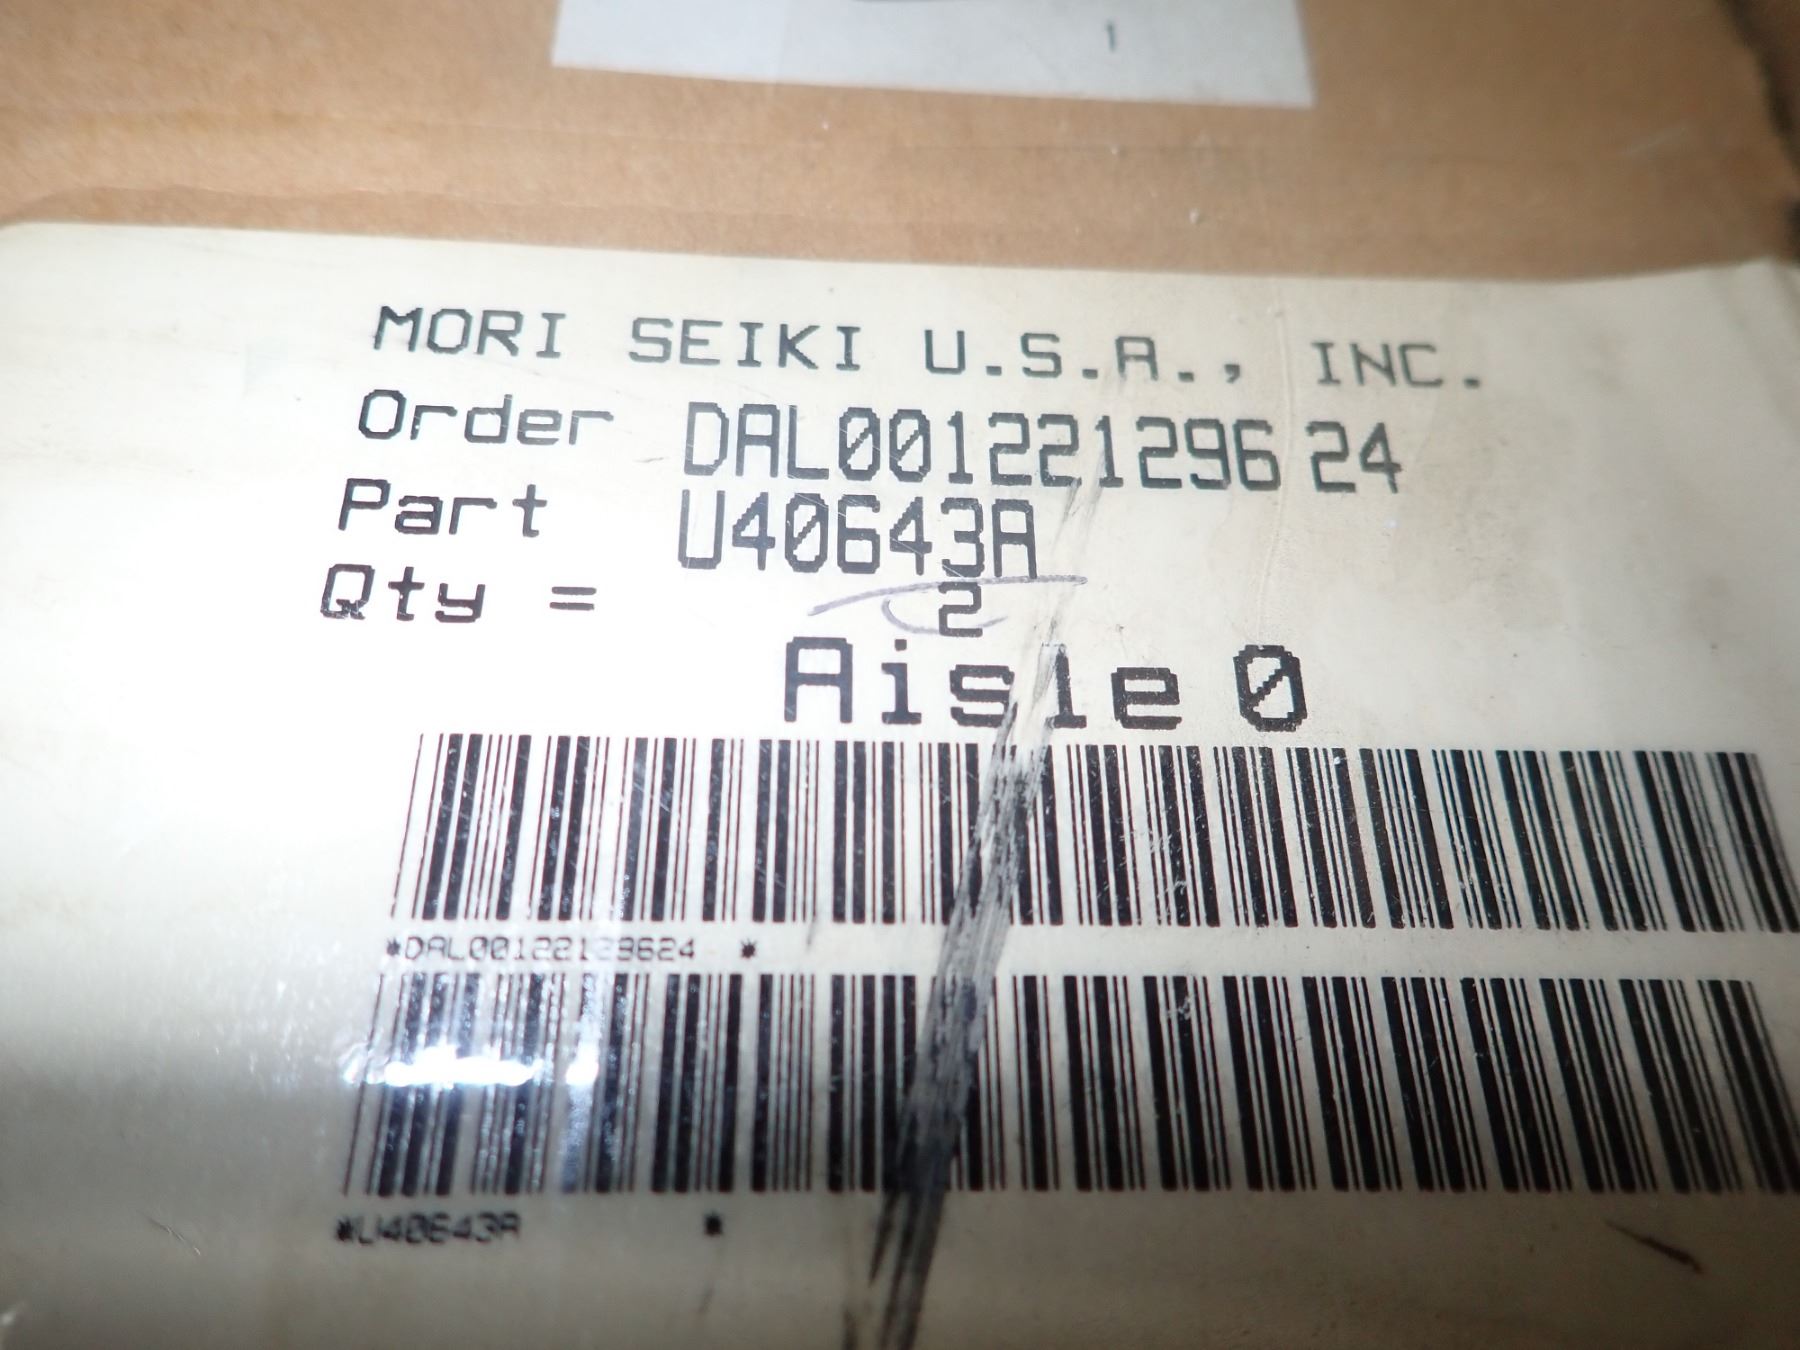 1
MORI SEIKI U.S.A., INC.
Order DAL001221296 24
Part U40643A
Qty = 2
Aisle 0
*DAL00122129624 *
*U40643A *